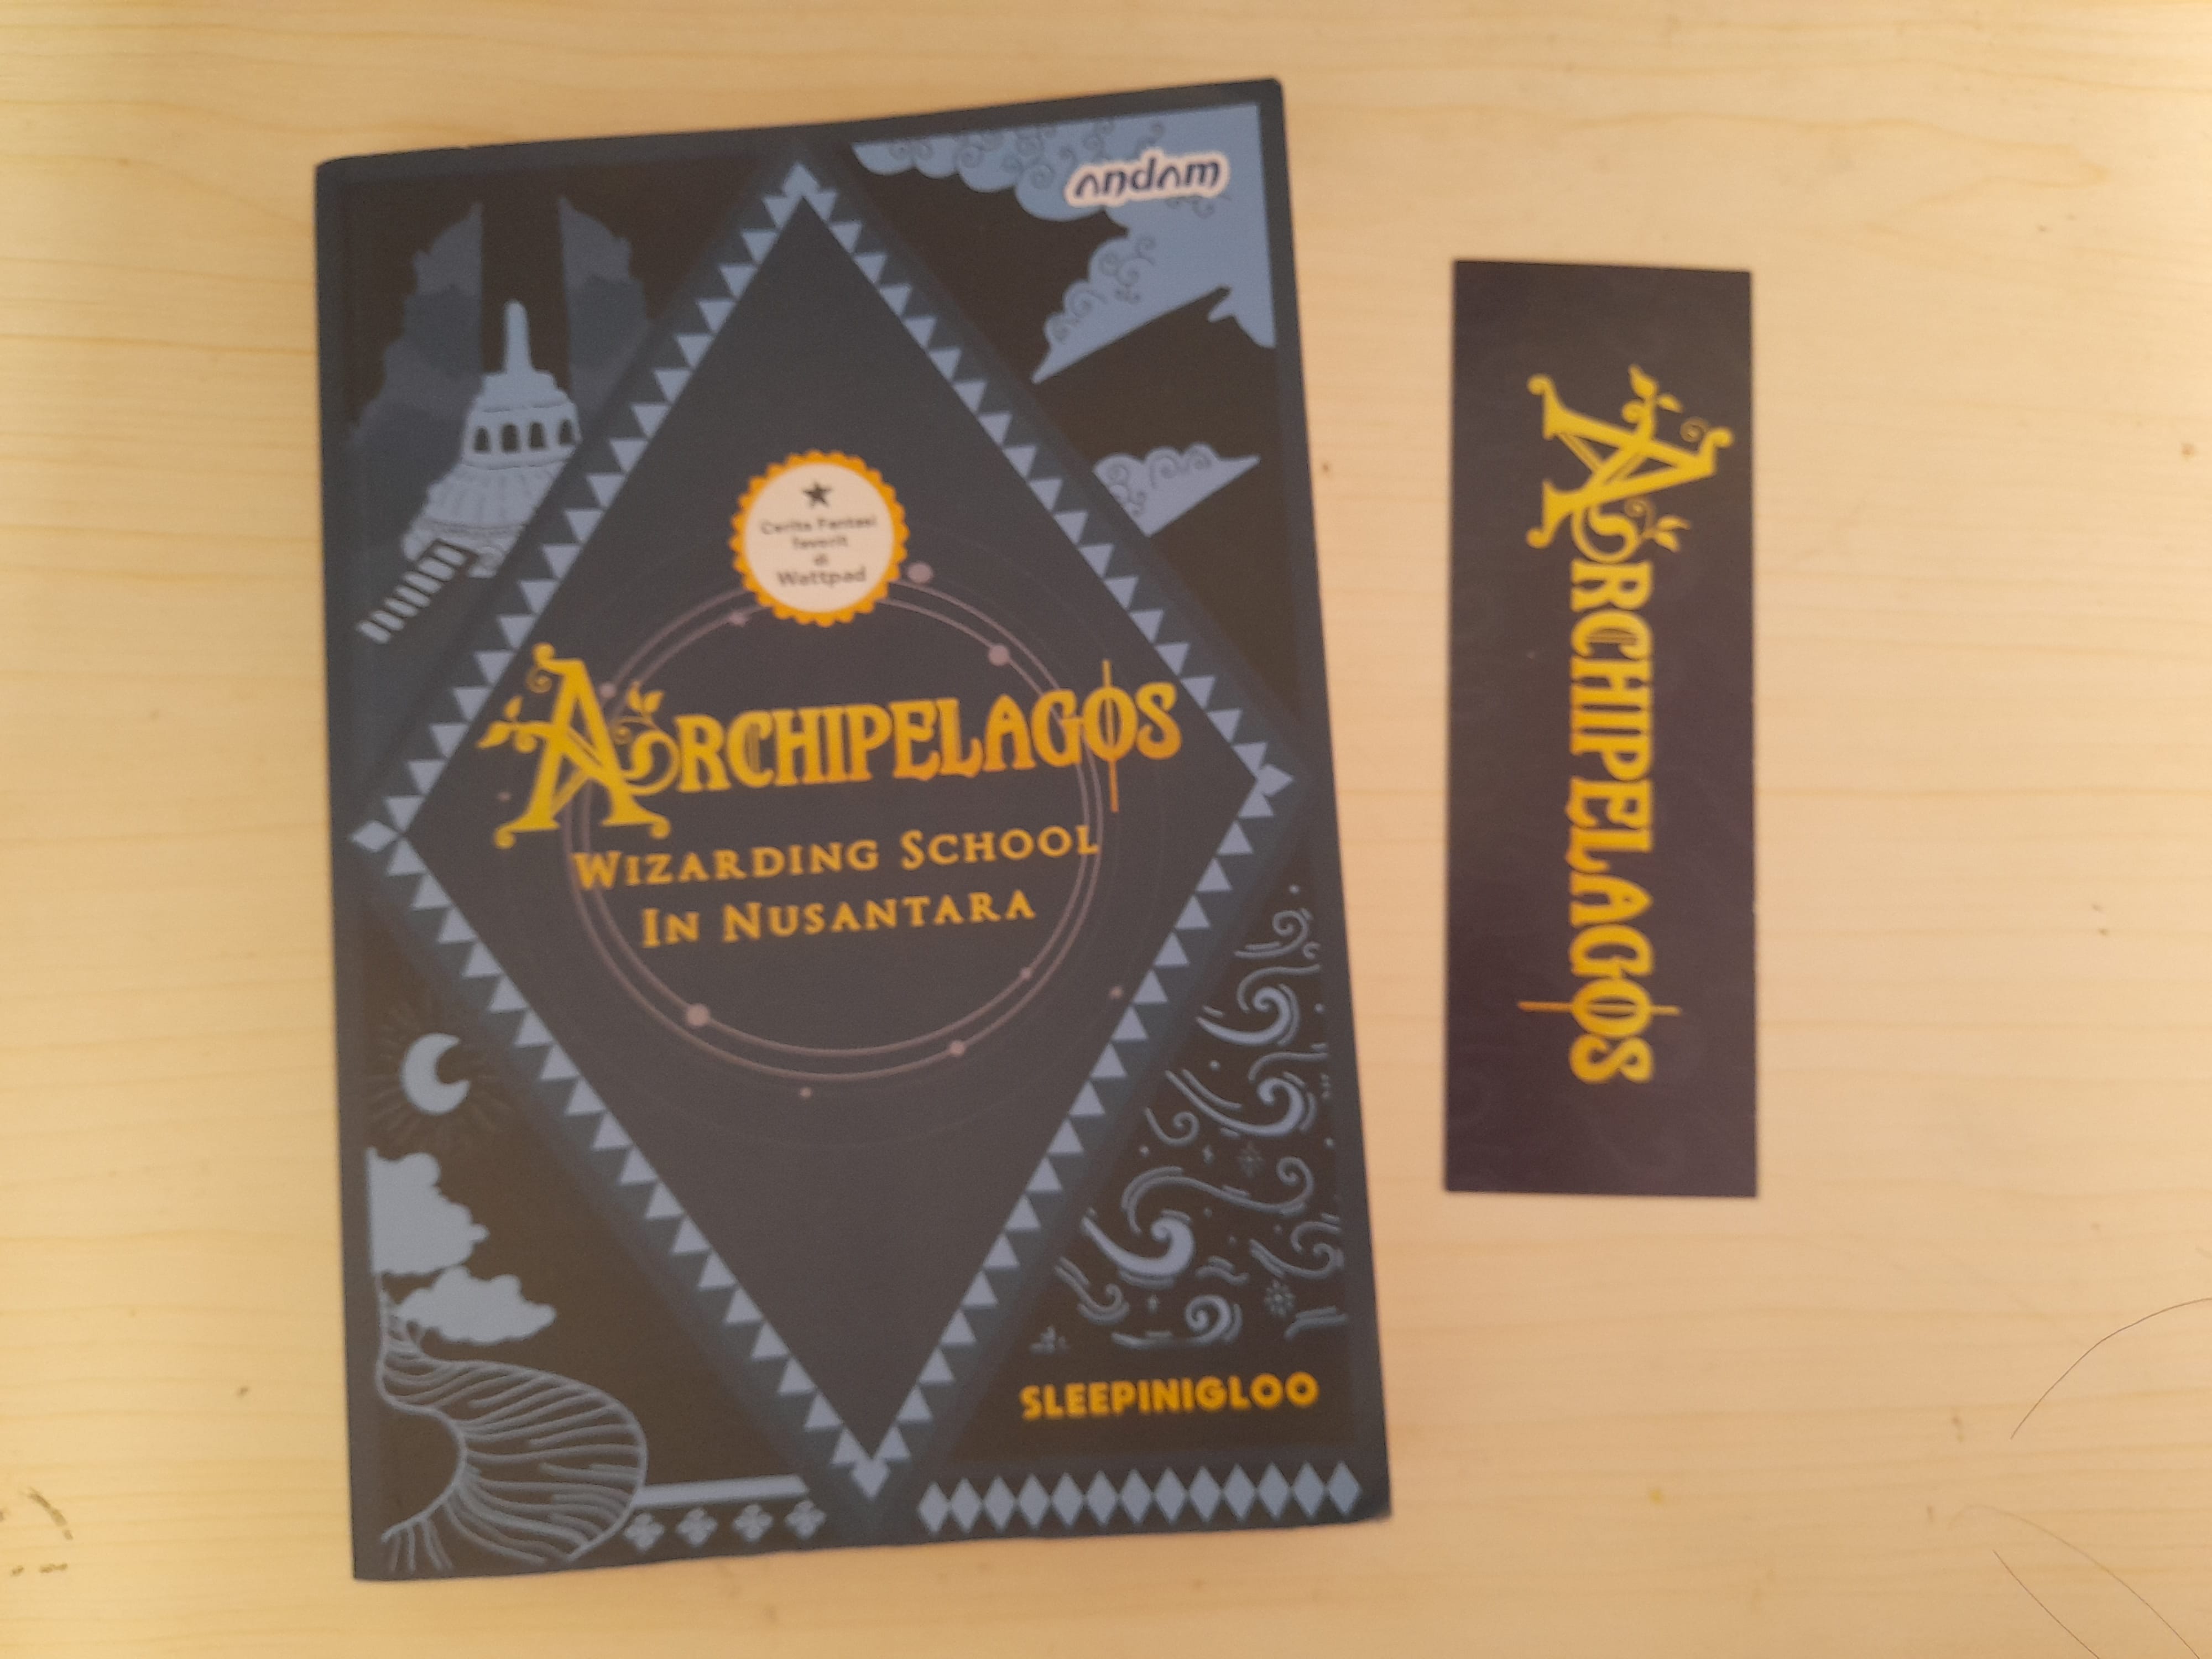 andam
Cerita Fantasi
favorit
di
Wattpad
ARCHIPELAGOS
WIZARDING SCHOOL
IN NUSANTARA
SLEEPINIGLOO
ARCHIPELAGOS